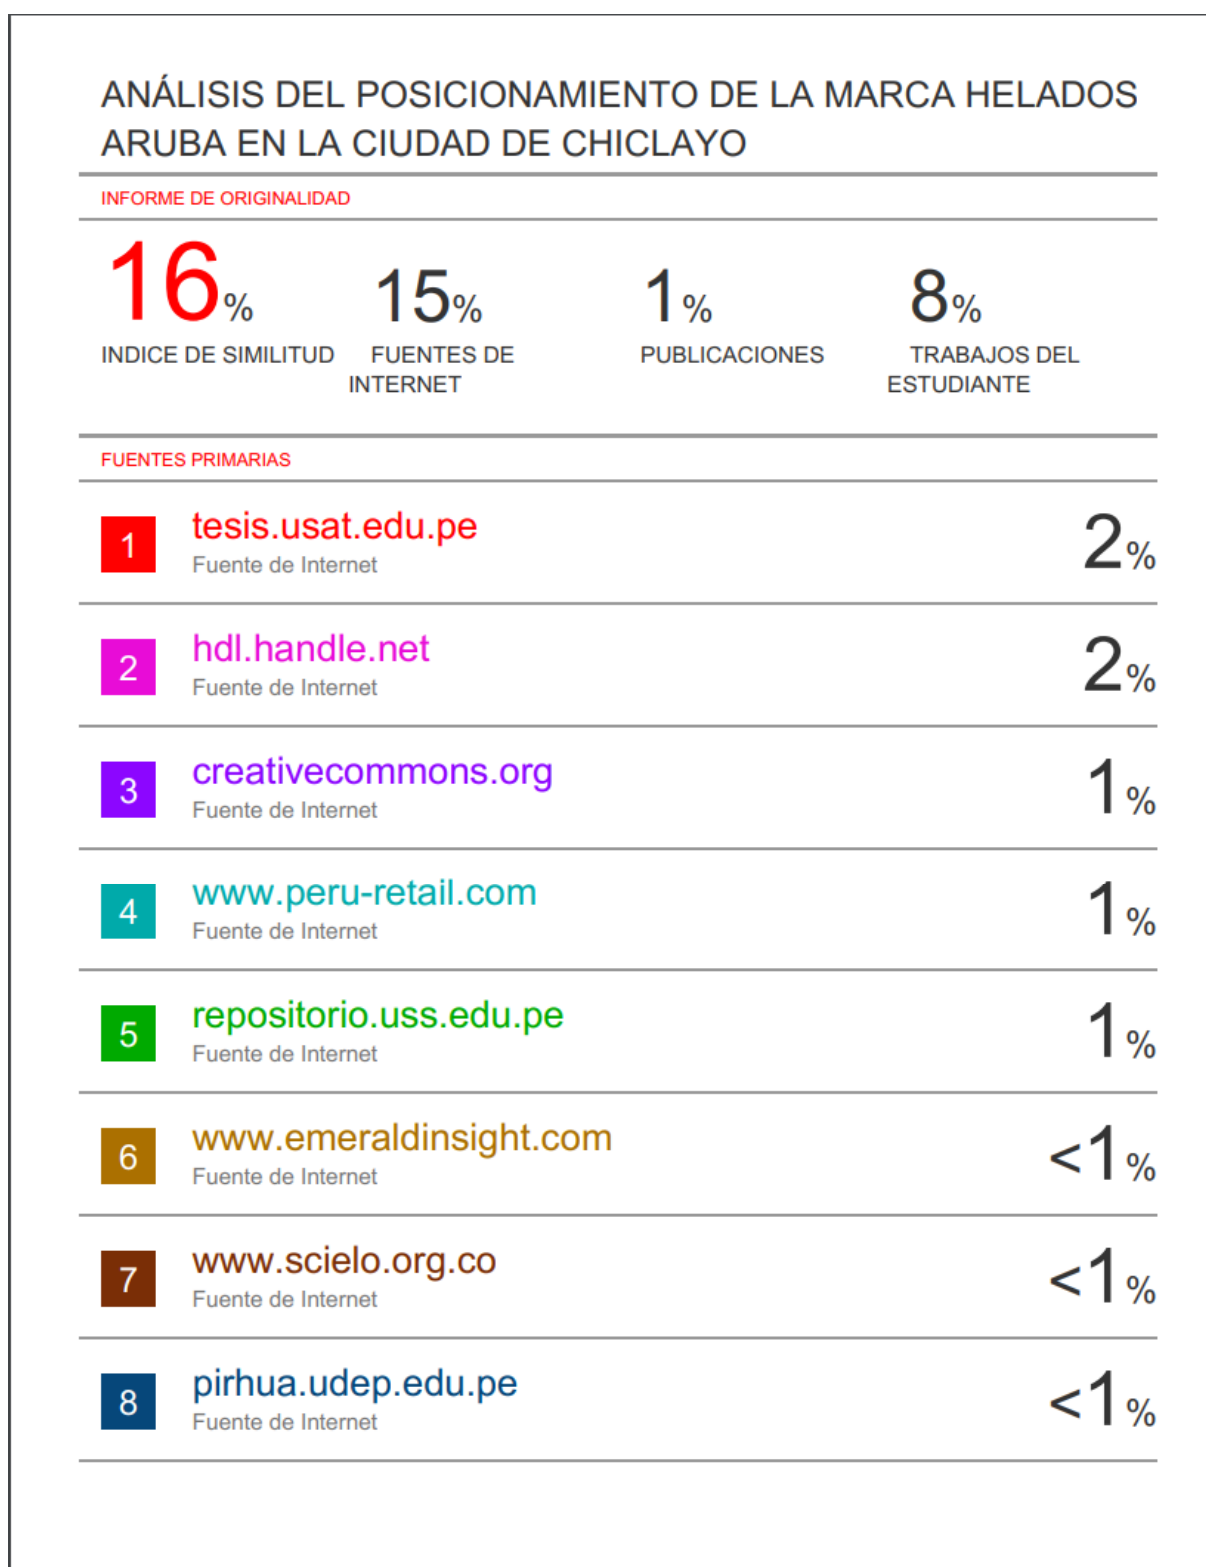 ANÁLISIS DEL POSICIONAMIENTO DE LA MARCA HELADOS
ARUBA EN LA CIUDAD DE CHICLAYO
INFORME DE ORIGINALIDAD
16% 15% 1% 8%
INDICE DE SIMILITUD FUENTES DE PUBLICACIONES TRABAJOS DEL
INTERNET ESTUDIANTE
FUENTES PRIMARIAS
1 tesis.usat.edu.pe 2%
Fuente de Internet
2 hdl.handle.net 2%
Fuente de Internet
3 creativecommons.org 1%
Fuente de Internet
4 www.peru-retail.com 1%
Fuente de Internet
5 repositorio.uss.edu.pe 1%
Fuente de Internet
6 www.emeraldinsight.com <1%
Fuente de Internet
7 www.scielo.org.co <1%
Fuente de Internet
8 pirhua.udep.edu.pe <1%
Fuente de Internet